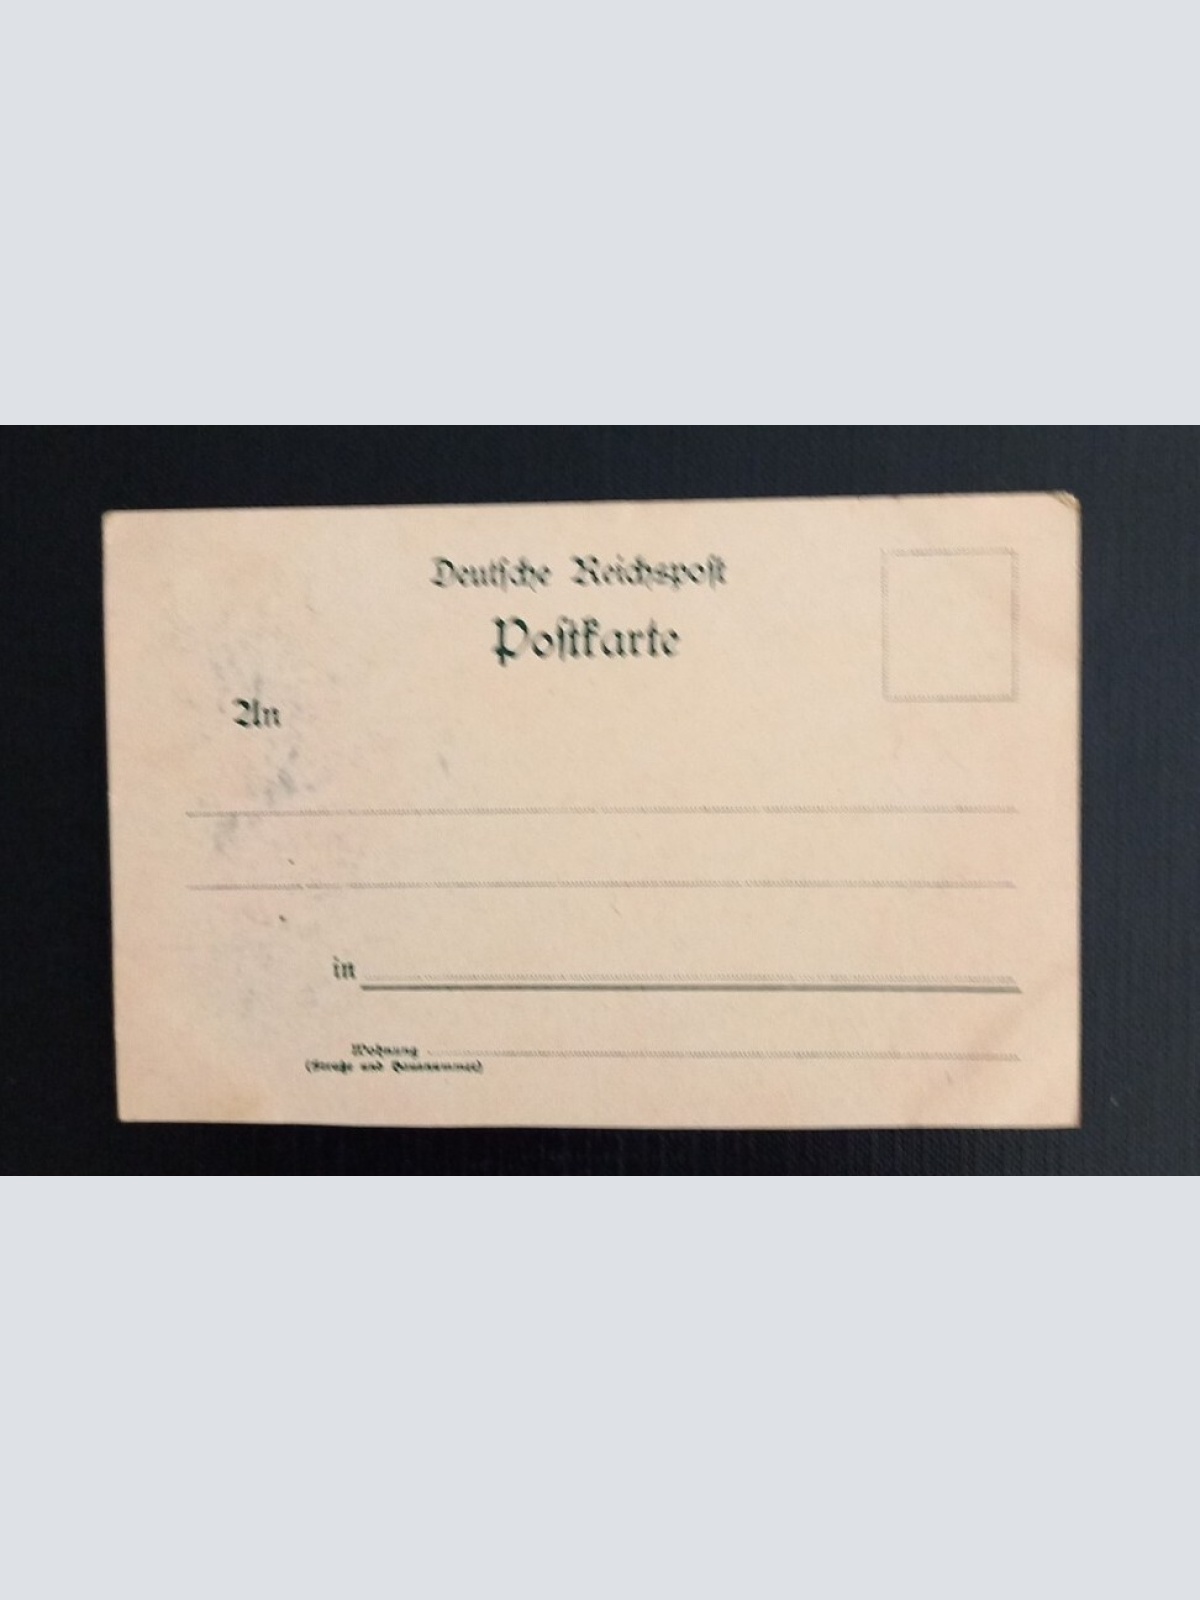 Deutsche Reichspost
Postkarte
An
in
Wohnung
(Straße und Hausnummer)